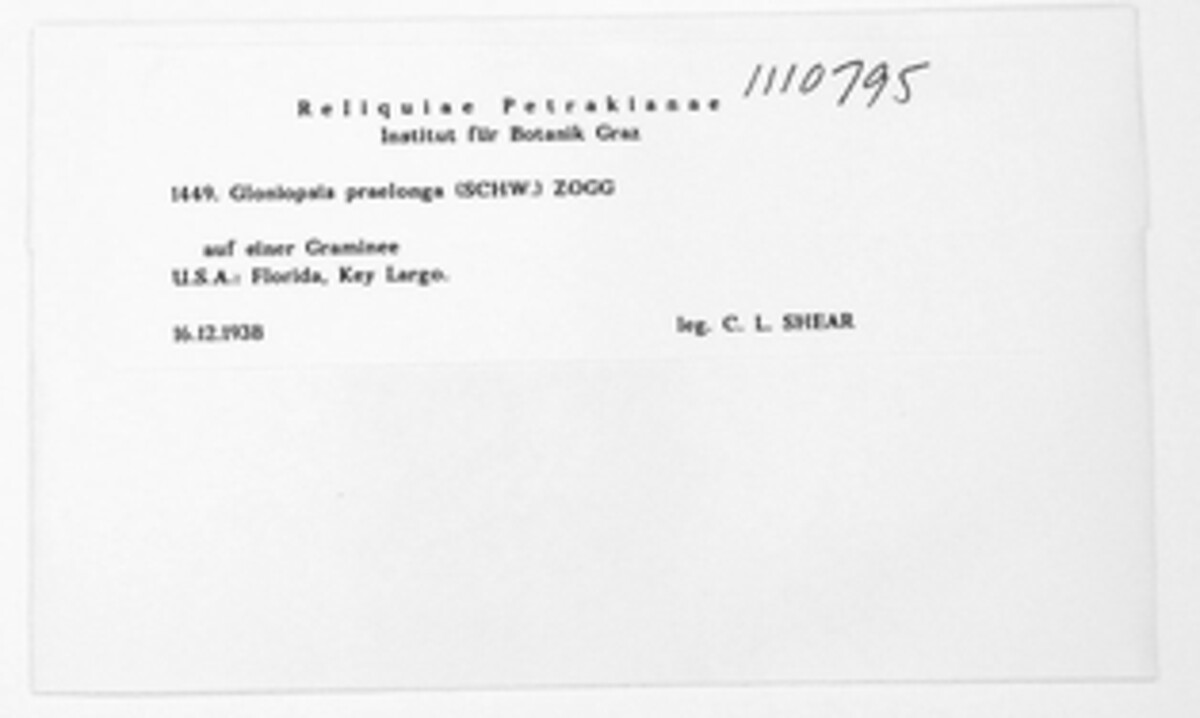 1110795
Reliquiae Petrakianae
Institut für Botanik Graz
1449. Gloniopsis praelonga (SCHW.) ZOGG
auf einer Graminee
U.S.A.: Florida, Key Largo.
16.12.1938
leg. C. L. SHEAR